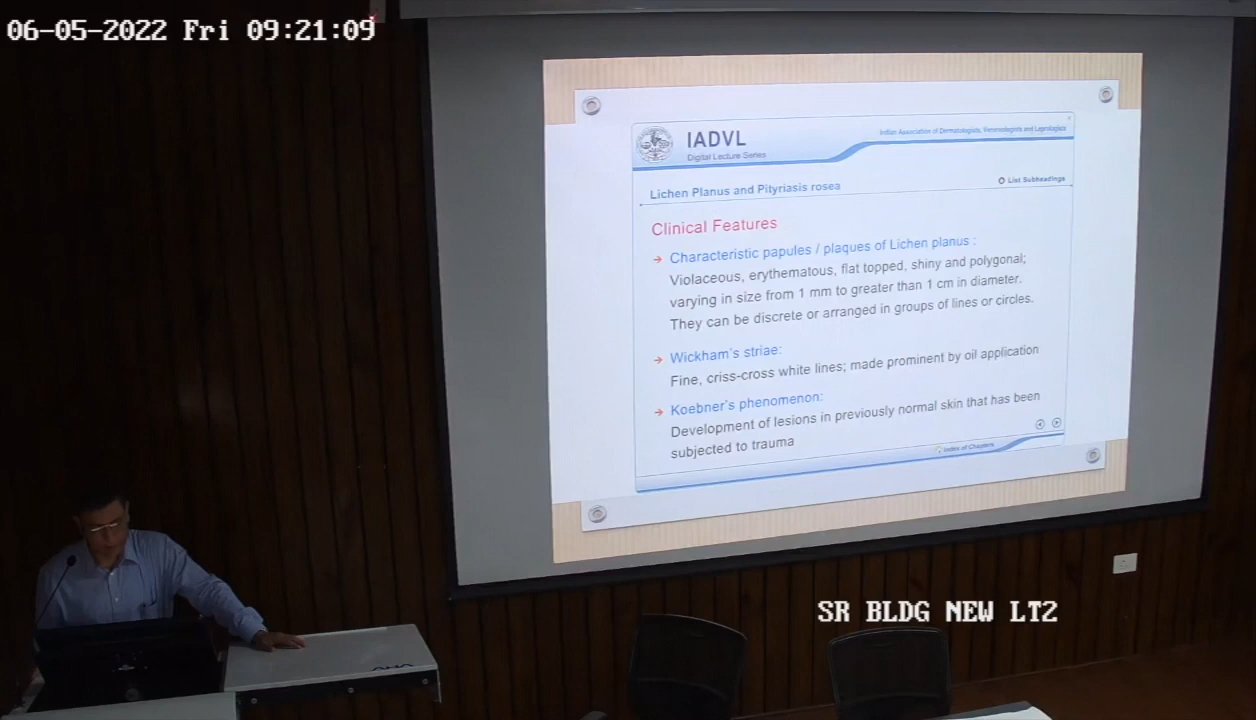 06-05-2022 Fri 09:21:09
IADVL
Digital Lecture Series
Indian Association of Dermatologists, Venereologists and Leprologists
Lichen Planus and Pityriasis rosea
List Subheadings
Clinical Features
→ Characteristic papules / plaques of Lichen planus :
Violaceous, erythematous, flat topped, shiny and polygonal;
varying in size from 1 mm to greater than 1 cm in diameter.
They can be discrete or arranged in groups of lines or circles.
→ Wickham's striae:
Fine, criss-cross white lines; made prominent by oil application
→ Koebner's phenomenon:
Development of lesions in previously normal skin that has been
subjected to trauma
Index of Chapters
SR BLDG NEW LT2